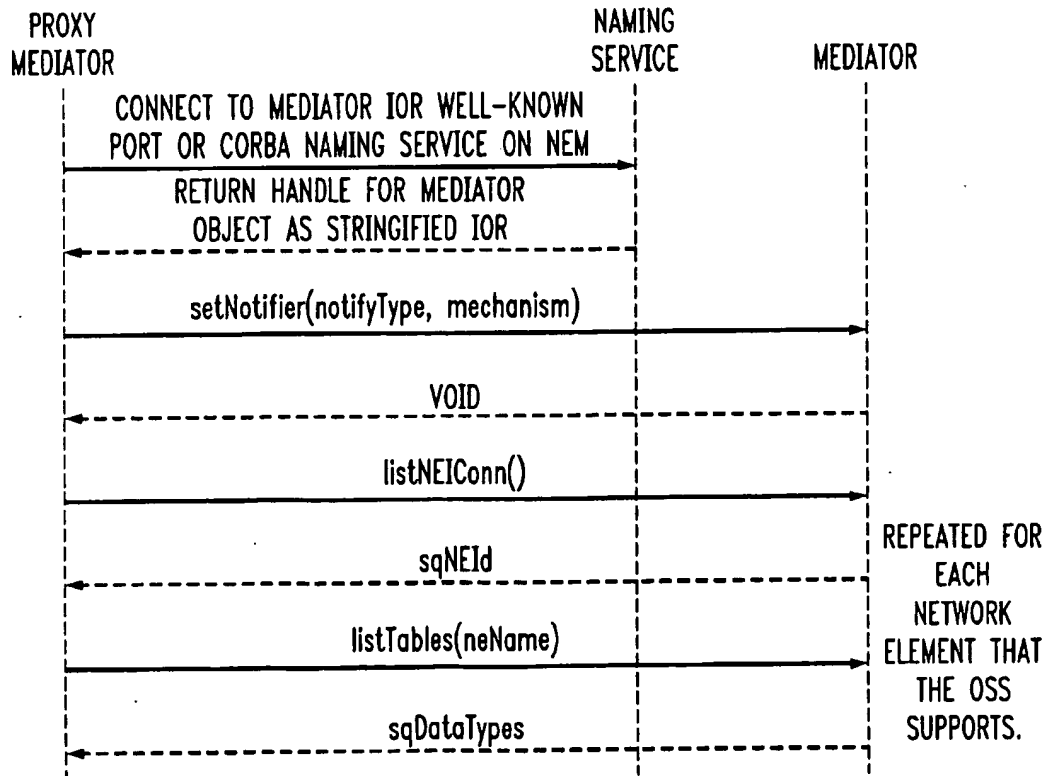 PROXY
MEDIATOR
NAMING
SERVICE
MEDIATOR
CONNECT TO MEDIATOR IOR WELL-KNOWN
PORT OR CORBA NAMING SERVICE ON NEM
RETURN HANDLE FOR MEDIATOR
OBJECT AS STRINGIFIED IOR
setNotifier(notifyType, mechanism)
VOID
listNEIConn()
sqNEId
listTables(neName)
sqDataTypes
REPEATED FOR
EACH
NETWORK
ELEMENT THAT
THE OSS
SUPPORTS.